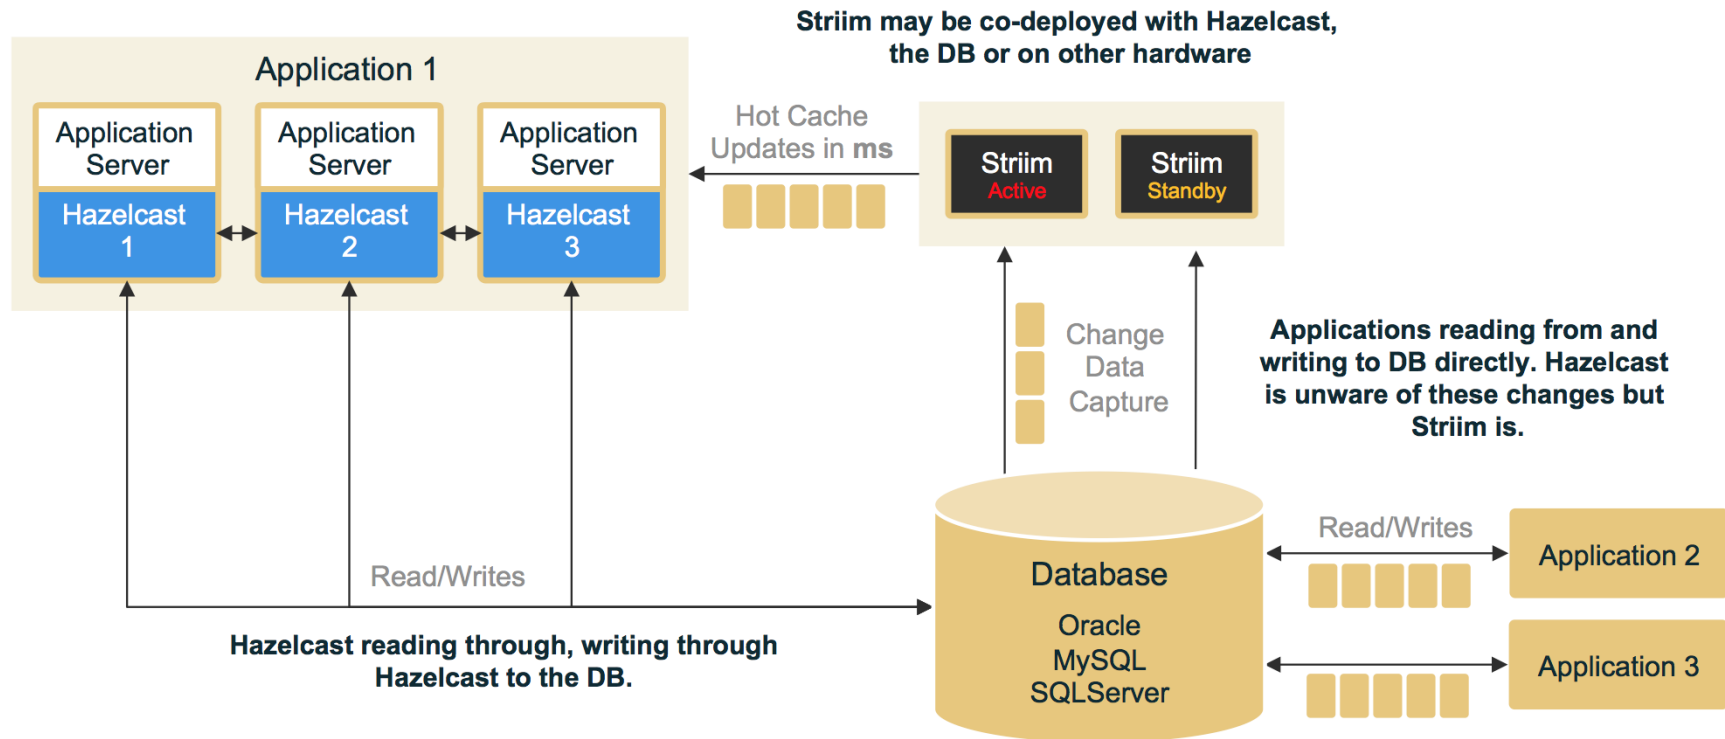 Striim may be co-deployed with Hazelcast,
the DB or on other hardware
Application 1
Application
Server
Hazelcast
1
Application
Server
Hazelcast
2
Application
Server
Hazelcast
3
Hot Cache
Updates in ms
Striim
Active
Striim
Standby
Change
Data
Capture
Applications reading from and
writing to DB directly. Hazelcast
is unware of these changes but
Striim is.
Read/Writes
Hazelcast reading through, writing through
Hazelcast to the DB.
Database
Oracle
MySQL
SQLServer
Read/Writes
Application 2
Application 3